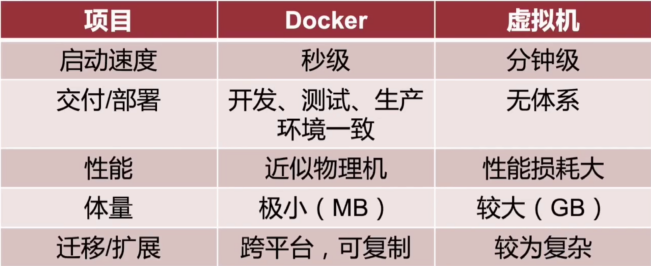 项目 Docker 虚拟机
启动速度 秒级 分钟级
交付/部署 开发、测试、生产环境一致 无体系
性能 近似物理机 性能损耗大
体量 极小（MB） 较大（GB）
迁移/扩展 跨平台，可复制 较为复杂